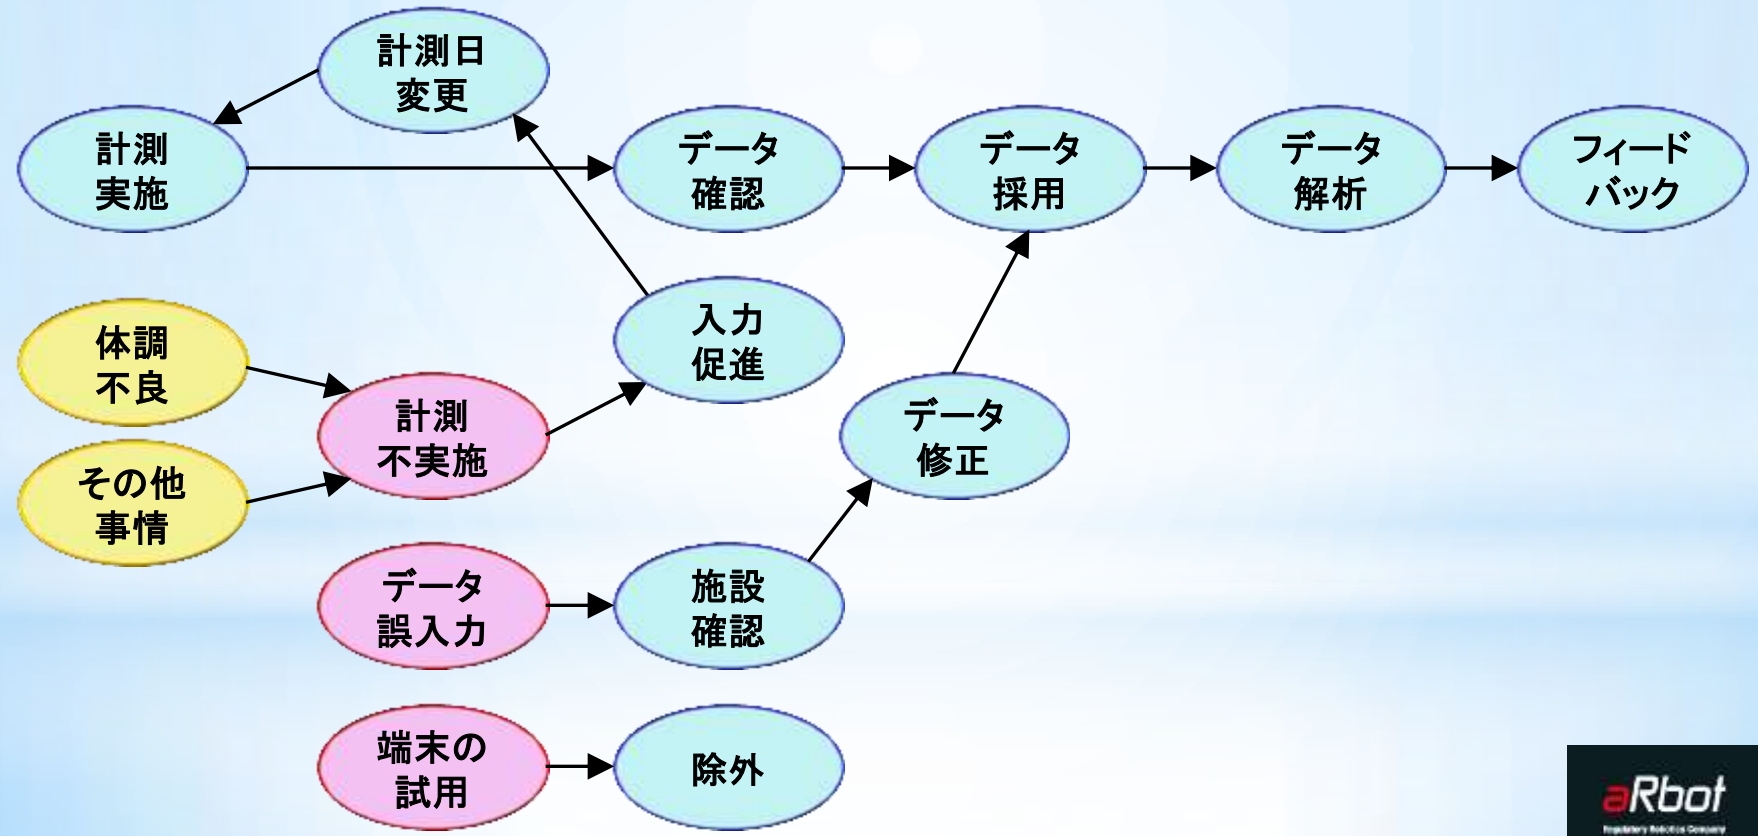 計測日
変更
計測
実施
データ
確認
データ
採用
データ
解析
フィード
バック
体調
不良
入力
促進
計測
不実施
データ
修正
その他
事情
データ
誤入力
施設
確認
端末の
試用
除外
aRbot
Regulatory Robotics Company